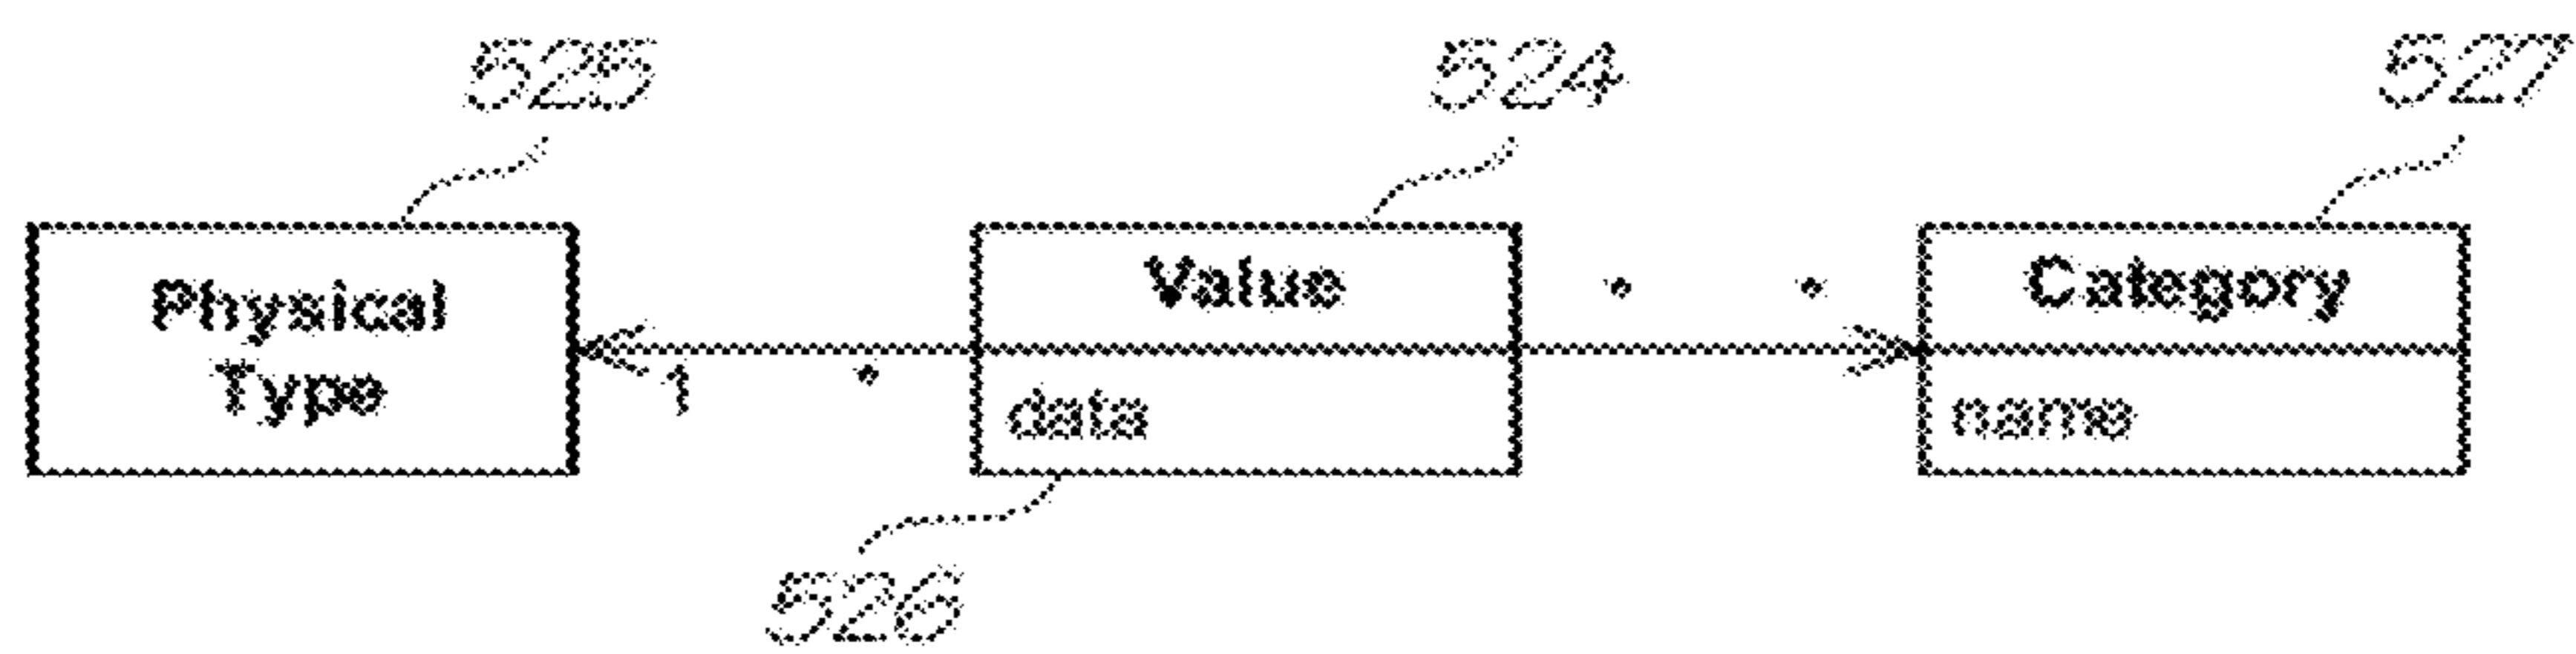 525
524
527
Physical
Type
Value
Category
1
*
*
*
data
name
526